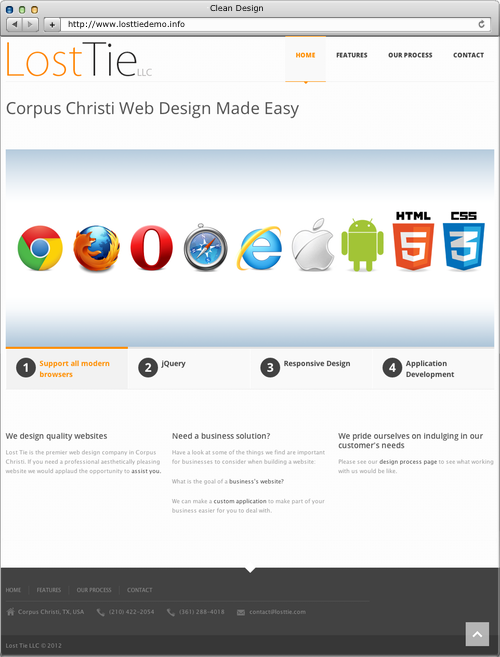 Clean Design
http://www.losttiedemo.info
LostTie LLC
HOME FEATURES OUR PROCESS CONTACT
Corpus Christi Web Design Made Easy
HTML CSS
5 3
1 Support all modern
browsers
2 jQuery
3 Responsive Design
4 Application
Development
We design quality websites
Lost Tie is the premier web design company in Corpus
Christi. If you need a professional aesthetically pleasing
website we would applaud the opportunity to assist you.
Need a business solution?
Have a look at some of the things we find are important
for businesses to consider when building a website:
What is the goal of a business's website?
We can make a custom application to make part of your
business easier for you to deal with.
We pride ourselves on indulging in our
customer's needs
Please see our design process page to see what working
with us would be like.
HOME FEATURES OUR PROCESS CONTACT
Corpus Christi, TX, USA (210) 422-2054 (361) 288-4018 contact@losttie.com
Lost Tie LLC © 2012